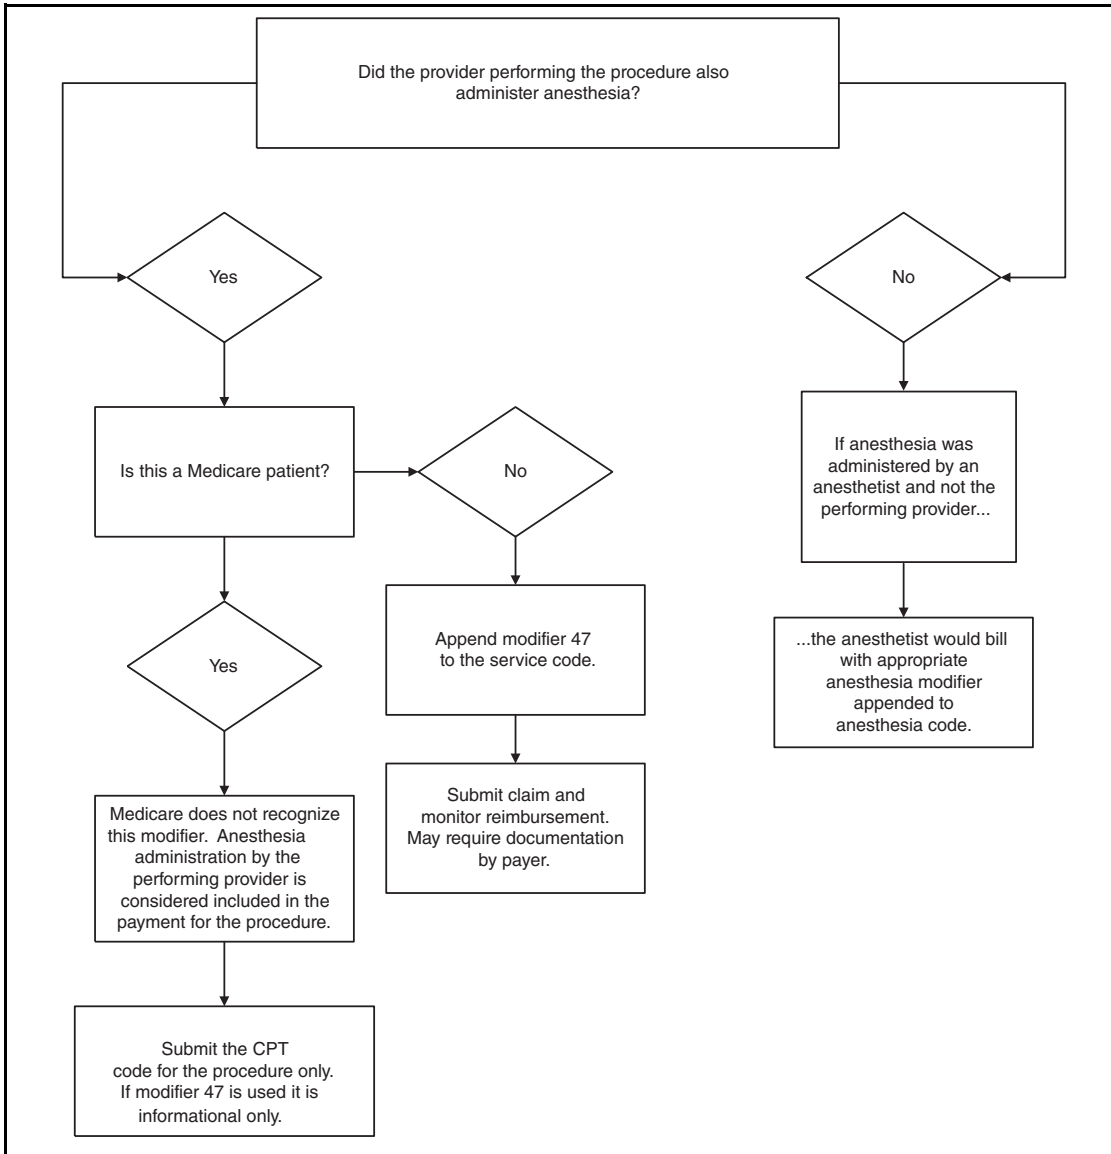 Did the provider performing the procedure also
administer anesthesia?
Yes
No
Is this a Medicare patient?
No
If anesthesia was
administered by an
anesthetist and not the
performing provider...
Append modifier 47
to the service code.
...the anesthetist would bill
with appropriate
anesthesia modifier
appended to
anesthesia code.
Yes
Submit claim and
monitor reimbursement.
May require documentation
by payer.
Medicare does not recognize
this modifier. Anesthesia
administration by the
performing provider is
considered included in the
payment for the procedure.
Submit the CPT
code for the procedure only.
If modifier 47 is used it is
informational only.